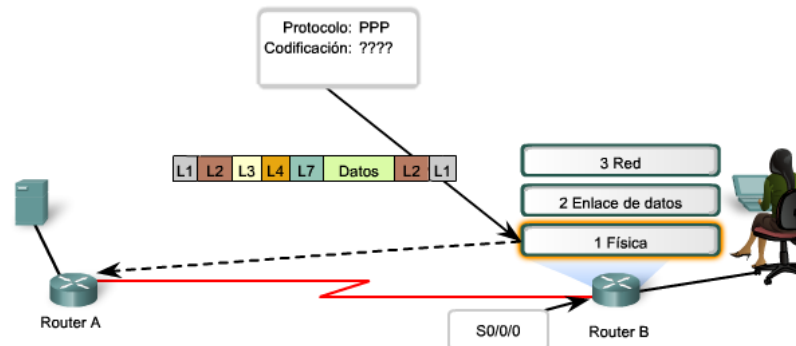 Protocolo: PPP
Codificación: ????
L1 L2 L3 L4 L7 Datos L2 L1
3 Red
2 Enlace de datos
1 Física
Router A
S0/0/0
Router B